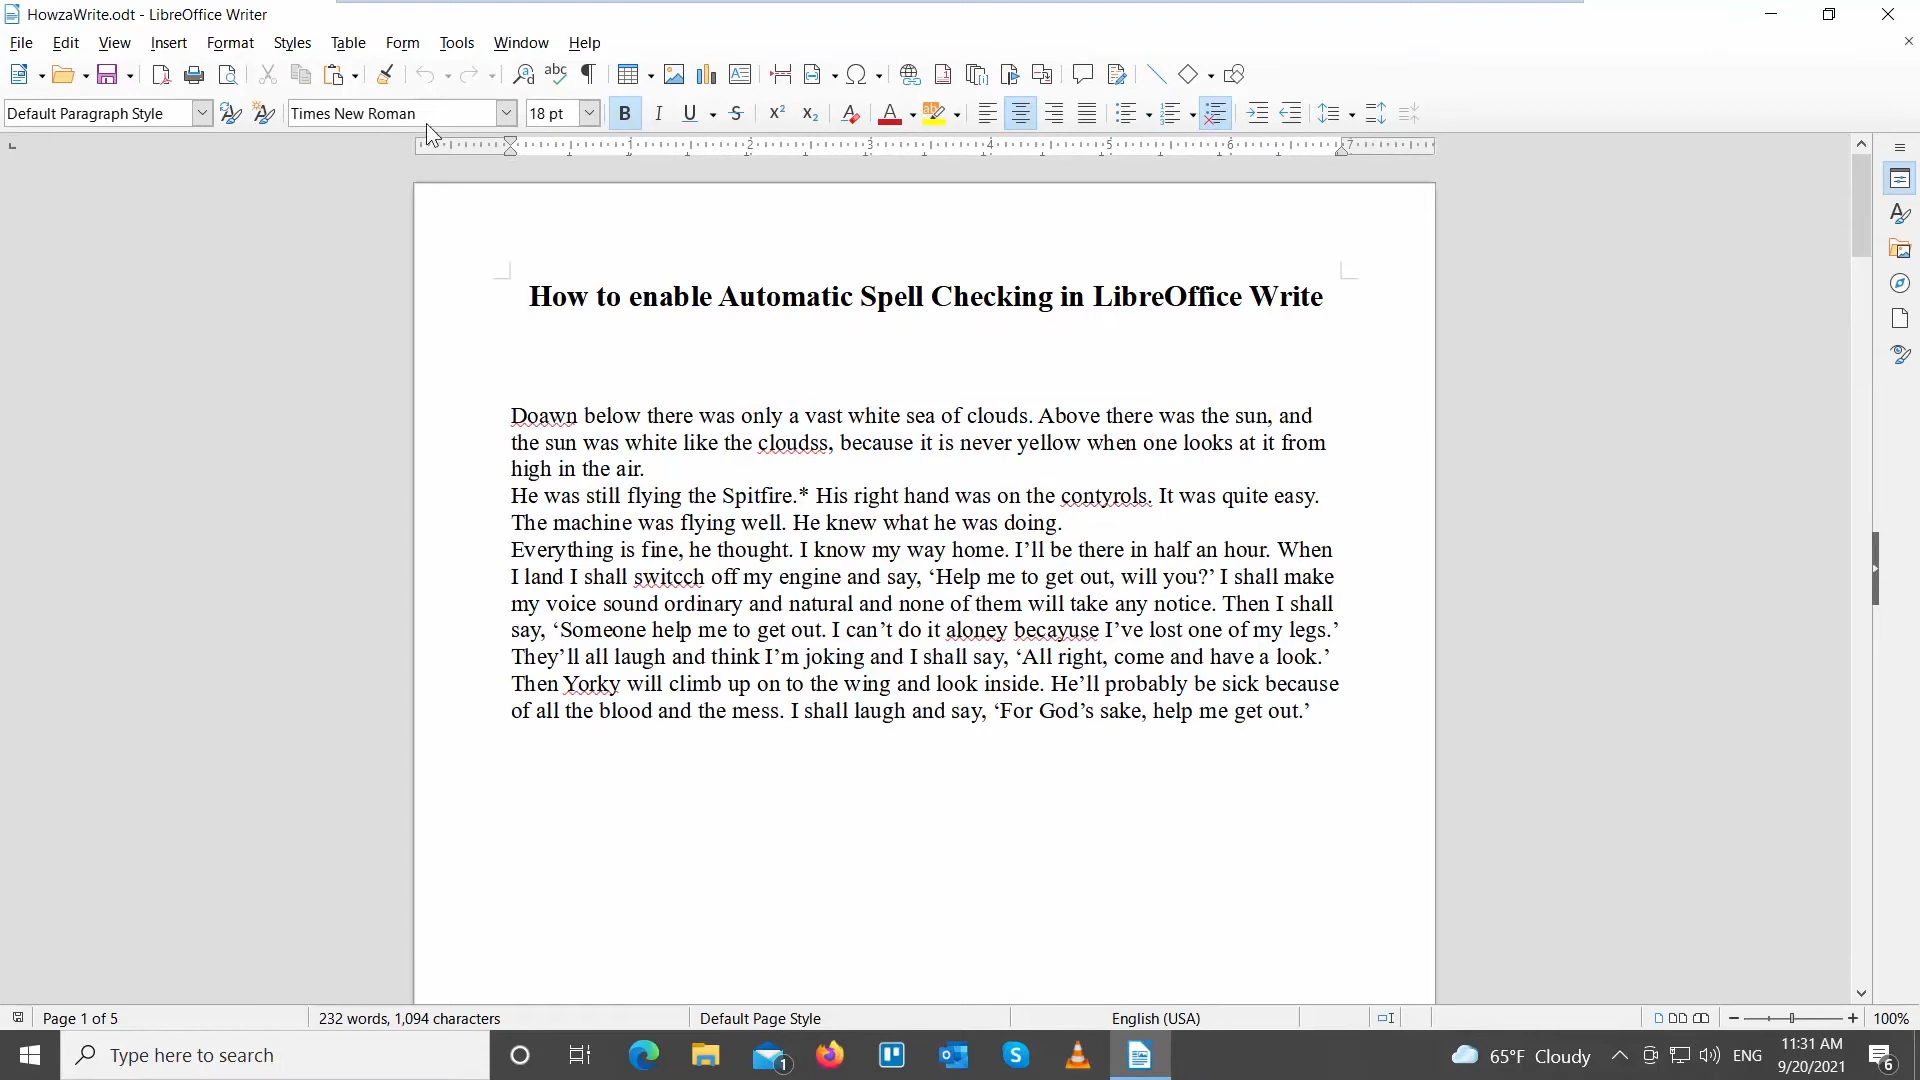 HowzaWrite.odt - LibreOffice Writer
File Edit View Insert Format Styles Table Form Tools Window Help
Default Paragraph Style Times New Roman 18 pt
1 2 3 4 5 6 7
How to enable Automatic Spell Checking in LibreOffice Write
Doawn below there was only a vast white sea of clouds. Above there was the sun, and
the sun was white like the cloudss, because it is never yellow when one looks at it from
high in the air.
He was still flying the Spitfire.* His right hand was on the contyrols. It was quite easy.
The machine was flying well. He knew what he was doing.
Everything is fine, he thought. I know my way home. I’ll be there in half an hour. When
I land I shall switcch off my engine and say, ‘Help me to get out, will you?’ I shall make
my voice sound ordinary and natural and none of them will take any notice. Then I shall
say, ‘Someone help me to get out. I can’t do it aloney becayuse I’ve lost one of my legs.’
They’ll all laugh and think I’m joking and I shall say, ‘All right, come and have a look.’
Then Yorky will climb up on to the wing and look inside. He’ll probably be sick because
of all the blood and the mess. I shall laugh and say, ‘For God’s sake, help me get out.’
Page 1 of 5 232 words, 1,094 characters Default Page Style English (USA) 100%
Type here to search 1 65°F Cloudy ENG 11:31 AM 9/20/2021 6